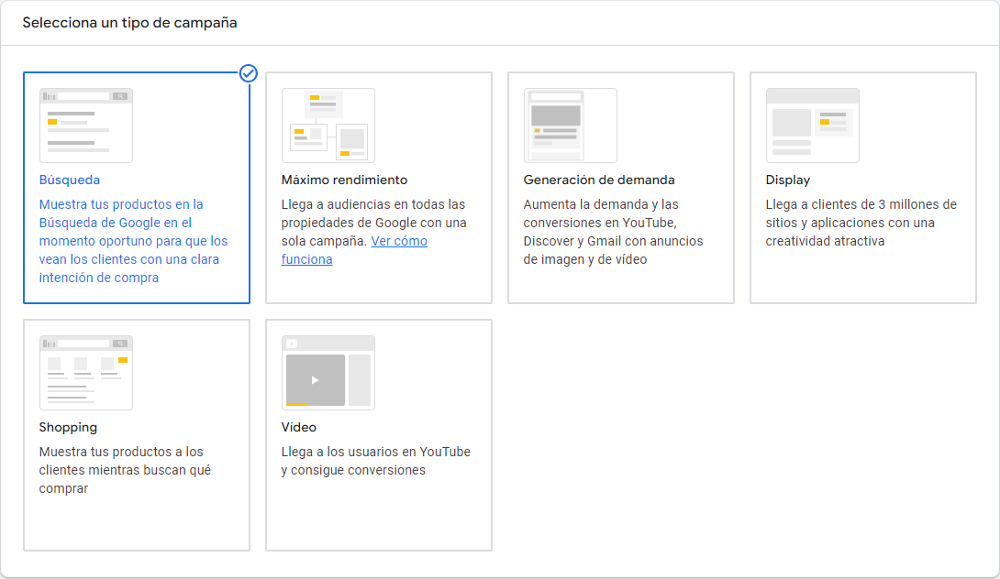 Selecciona un tipo de campaña
Búsqueda
Muestra tus productos en la
Búsqueda de Google en el
momento oportuno para que los
vean los clientes con una clara
intención de compra
Máximo rendimiento
Llega a audiencias en todas las
propiedades de Google con una
sola campaña. Ver cómo
funciona
Generación de demanda
Aumenta la demanda y las
conversiones en YouTube,
Discover y Gmail con anuncios
de imagen y de vídeo
Display
Llega a clientes de 3 millones de
sitios y aplicaciones con una
creatividad atractiva
Shopping
Muestra tus productos a los
clientes mientras buscan qué
comprar
Vídeo
Llega a los usuarios en YouTube
y consigue conversiones